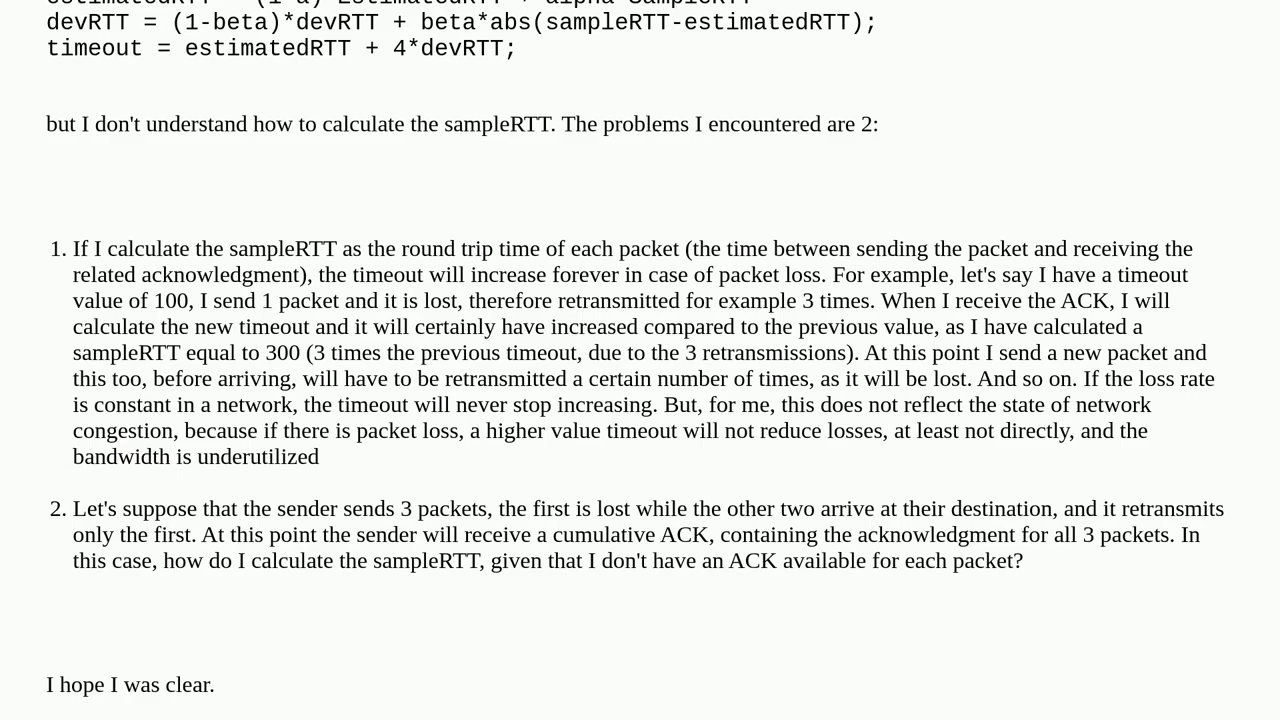 devRTT = (1-beta)*devRTT + beta*abs(sampleRTT-estimatedRTT);
timeout = estimatedRTT + 4*devRTT;
but I don't understand how to calculate the sampleRTT. The problems I encountered are 2:
1. If I calculate the sampleRTT as the round trip time of each packet (the time between sending the packet and receiving the
related acknowledgment), the timeout will increase forever in case of packet loss. For example, let's say I have a timeout
value of 100, I send 1 packet and it is lost, therefore retransmitted for example 3 times. When I receive the ACK, I will
calculate the new timeout and it will certainly have increased compared to the previous value, as I have calculated a
sampleRTT equal to 300 (3 times the previous timeout, due to the 3 retransmissions). At this point I send a new packet and
this too, before arriving, will have to be retransmitted a certain number of times, as it will be lost. And so on. If the loss rate
is constant in a network, the timeout will never stop increasing. But, for me, this does not reflect the state of network
congestion, because if there is packet loss, a higher value timeout will not reduce losses, at least not directly, and the
bandwidth is underutilized
2. Let's suppose that the sender sends 3 packets, the first is lost while the other two arrive at their destination, and it retransmits
only the first. At this point the sender will receive a cumulative ACK, containing the acknowledgment for all 3 packets. In
this case, how do I calculate the sampleRTT, given that I don't have an ACK available for each packet?
I hope I was clear.